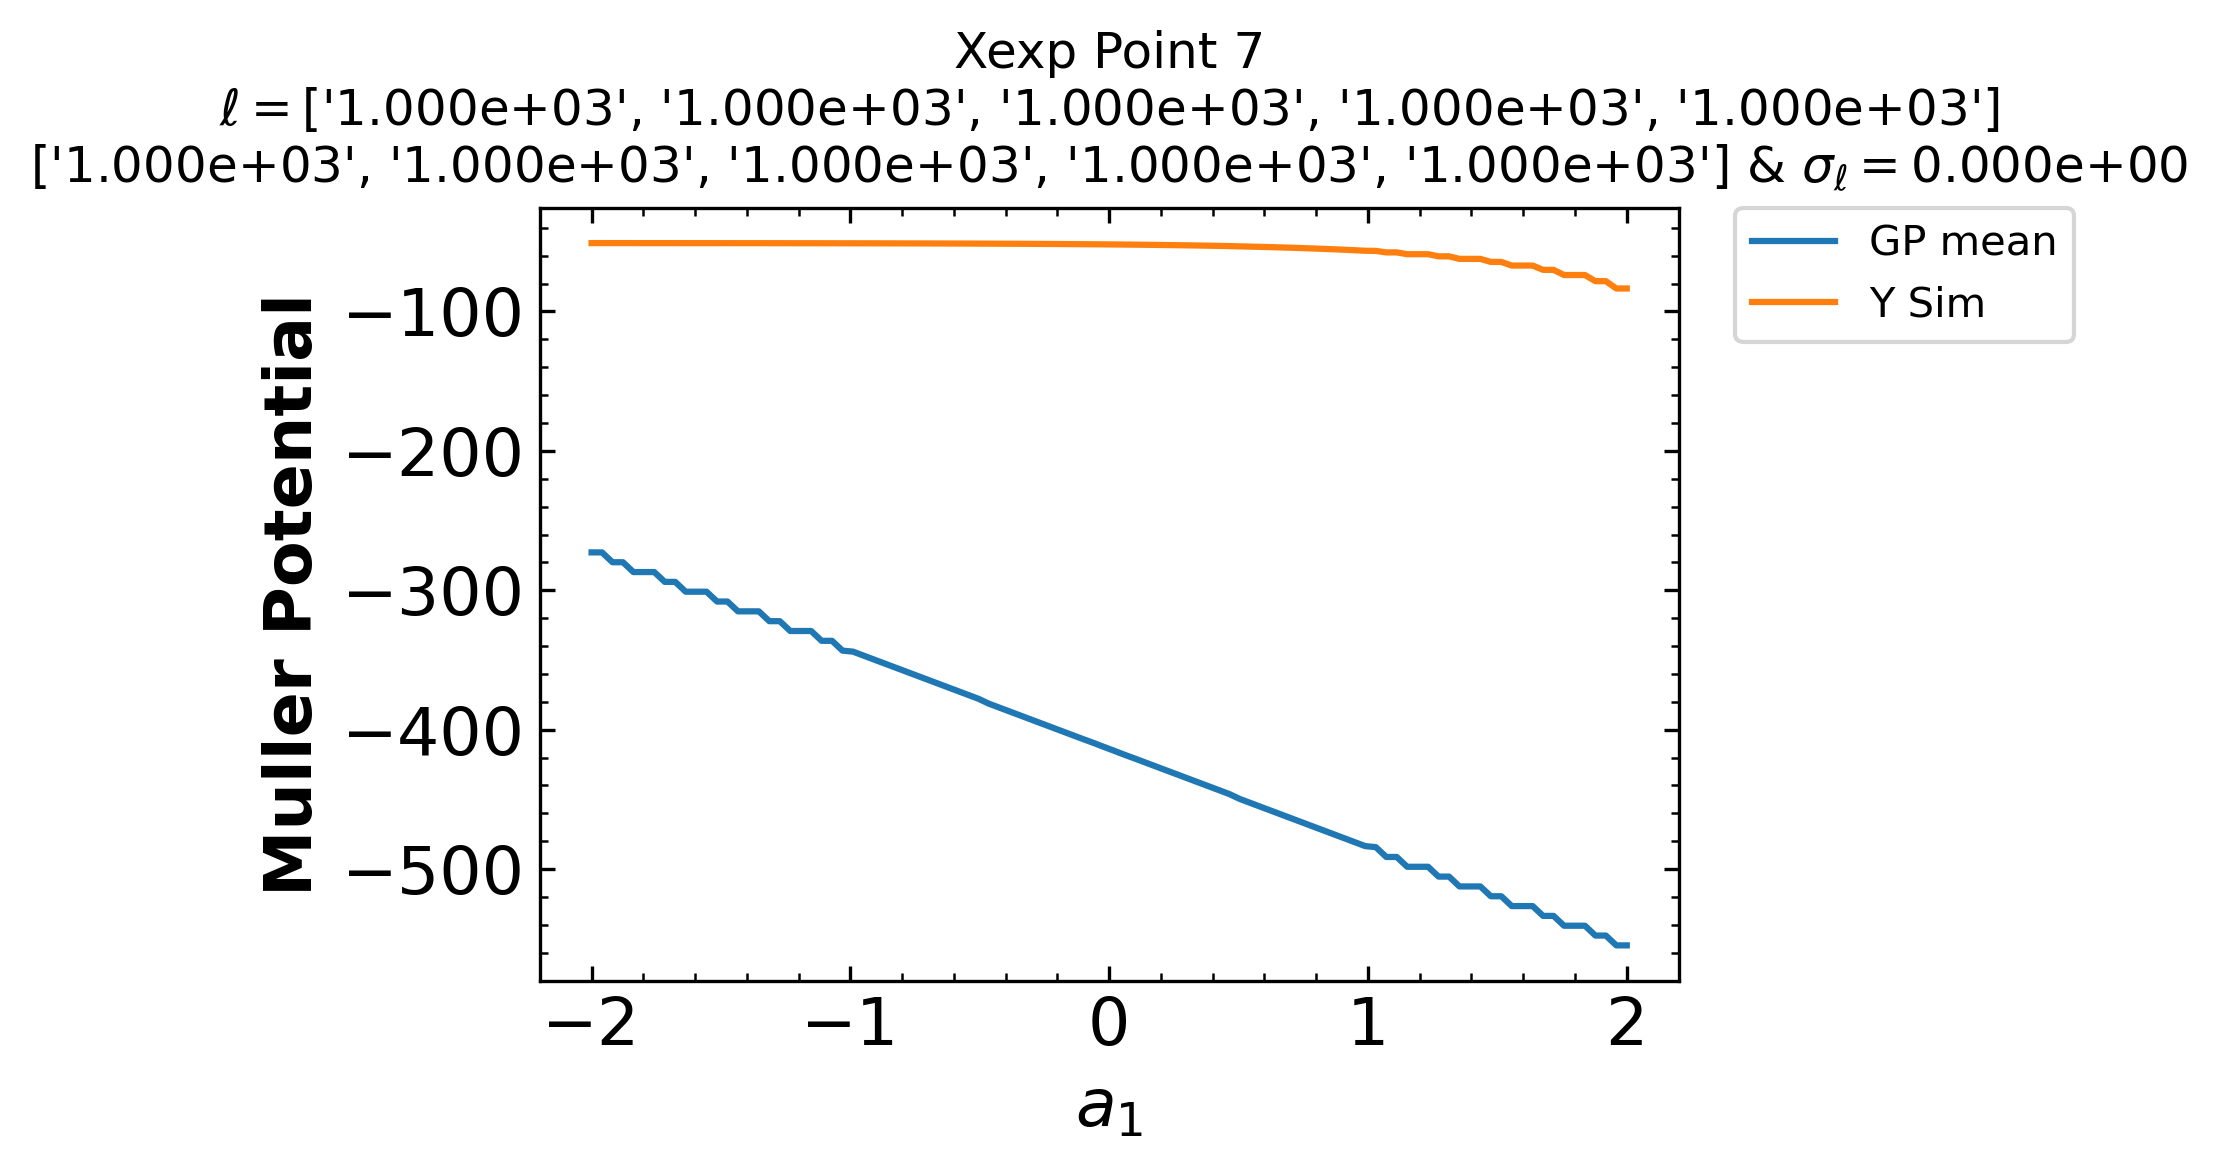 Xexp Point 7
ℓ = ['1.000e+03', '1.000e+03', '1.000e+03', '1.000e+03', '1.000e+03']
['1.000e+03', '1.000e+03', '1.000e+03', '1.000e+03', '1.000e+03'] & σ_ℓ = 0.000e+00
GP mean
Y Sim
Muller Potential
−100
−200
−300
−400
−500
−2 −1 0 1 2
a₁